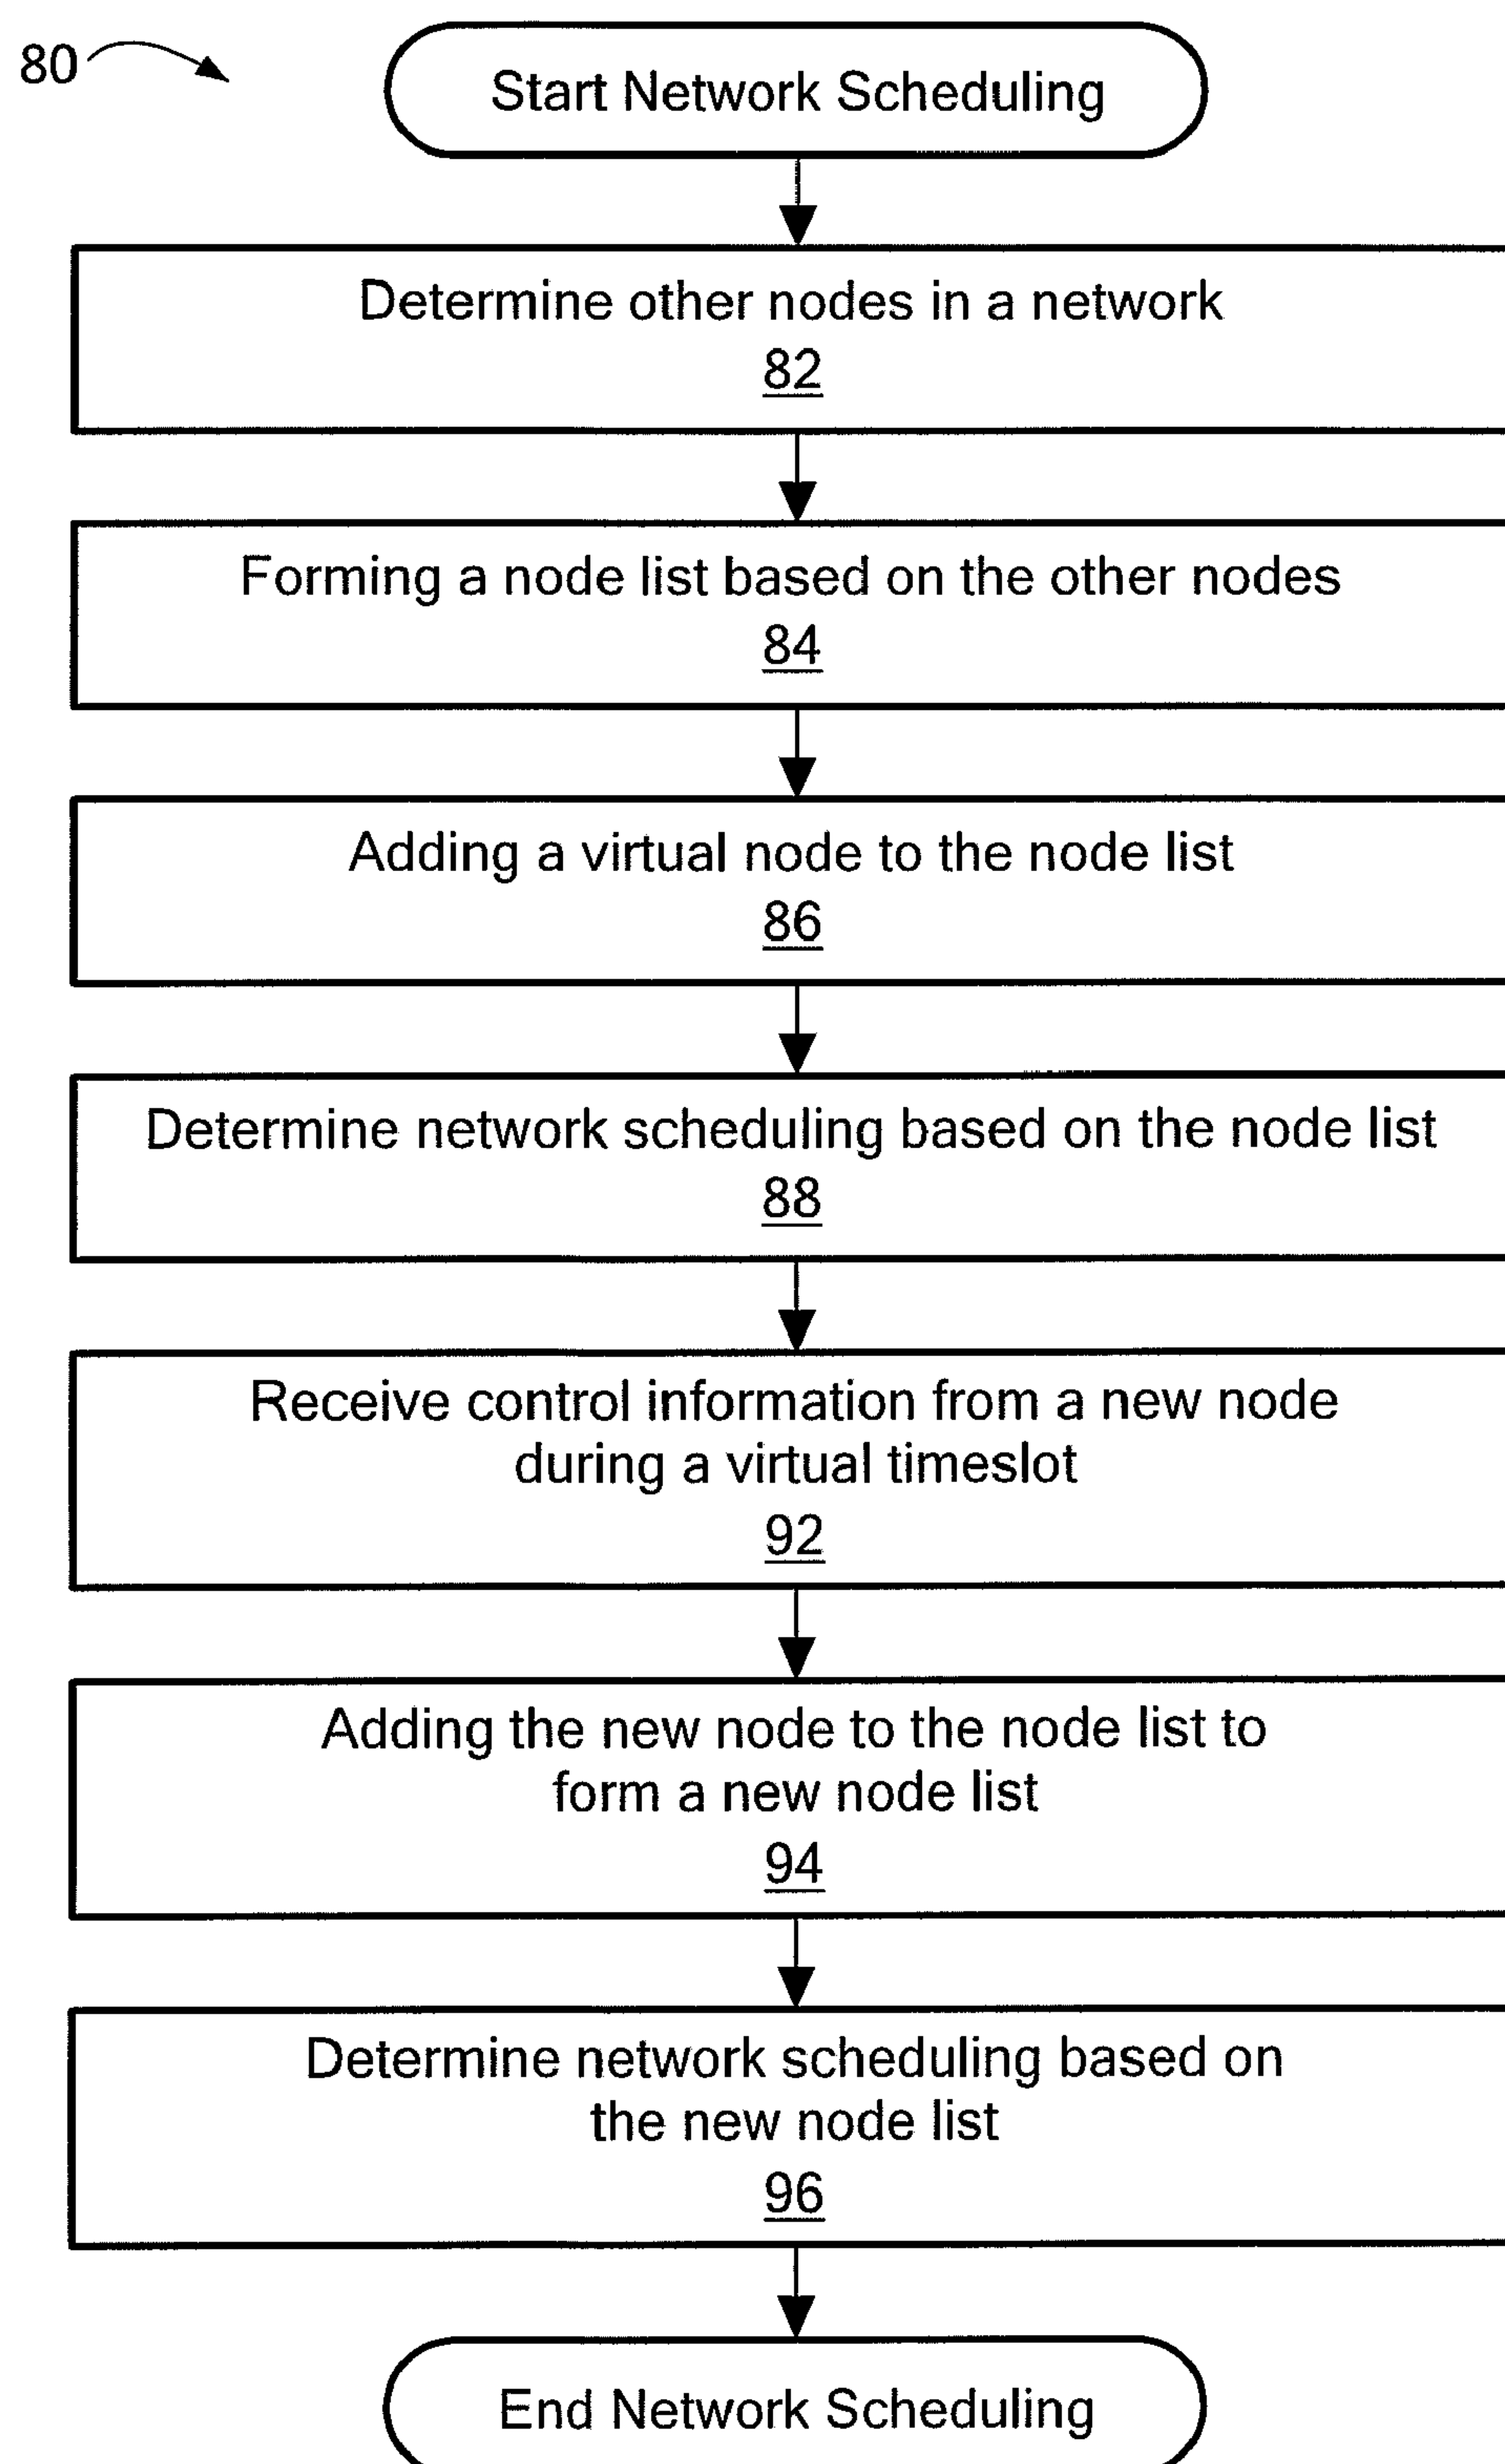 80
Start Network Scheduling
Determine other nodes in a network
82
Forming a node list based on the other nodes
84
Adding a virtual node to the node list
86
Determine network scheduling based on the node list
88
Receive control information from a new node
during a virtual timeslot
92
Adding the new node to the node list to
form a new node list
94
Determine network scheduling based on
the new node list
96
End Network Scheduling